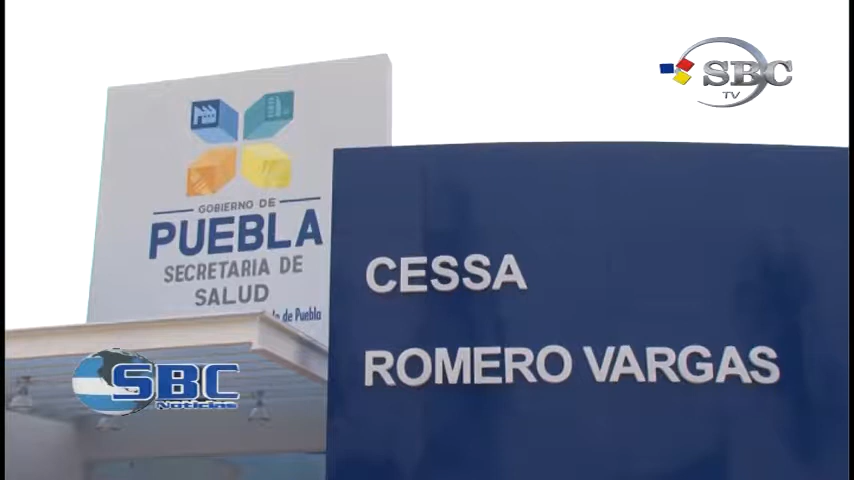 SBC
TV
GOBIERNO DE
PUEBLA
SECRETARIA DE
SALUD
de Puebla
CESSA
ROMERO VARGAS
SBC
Noticias